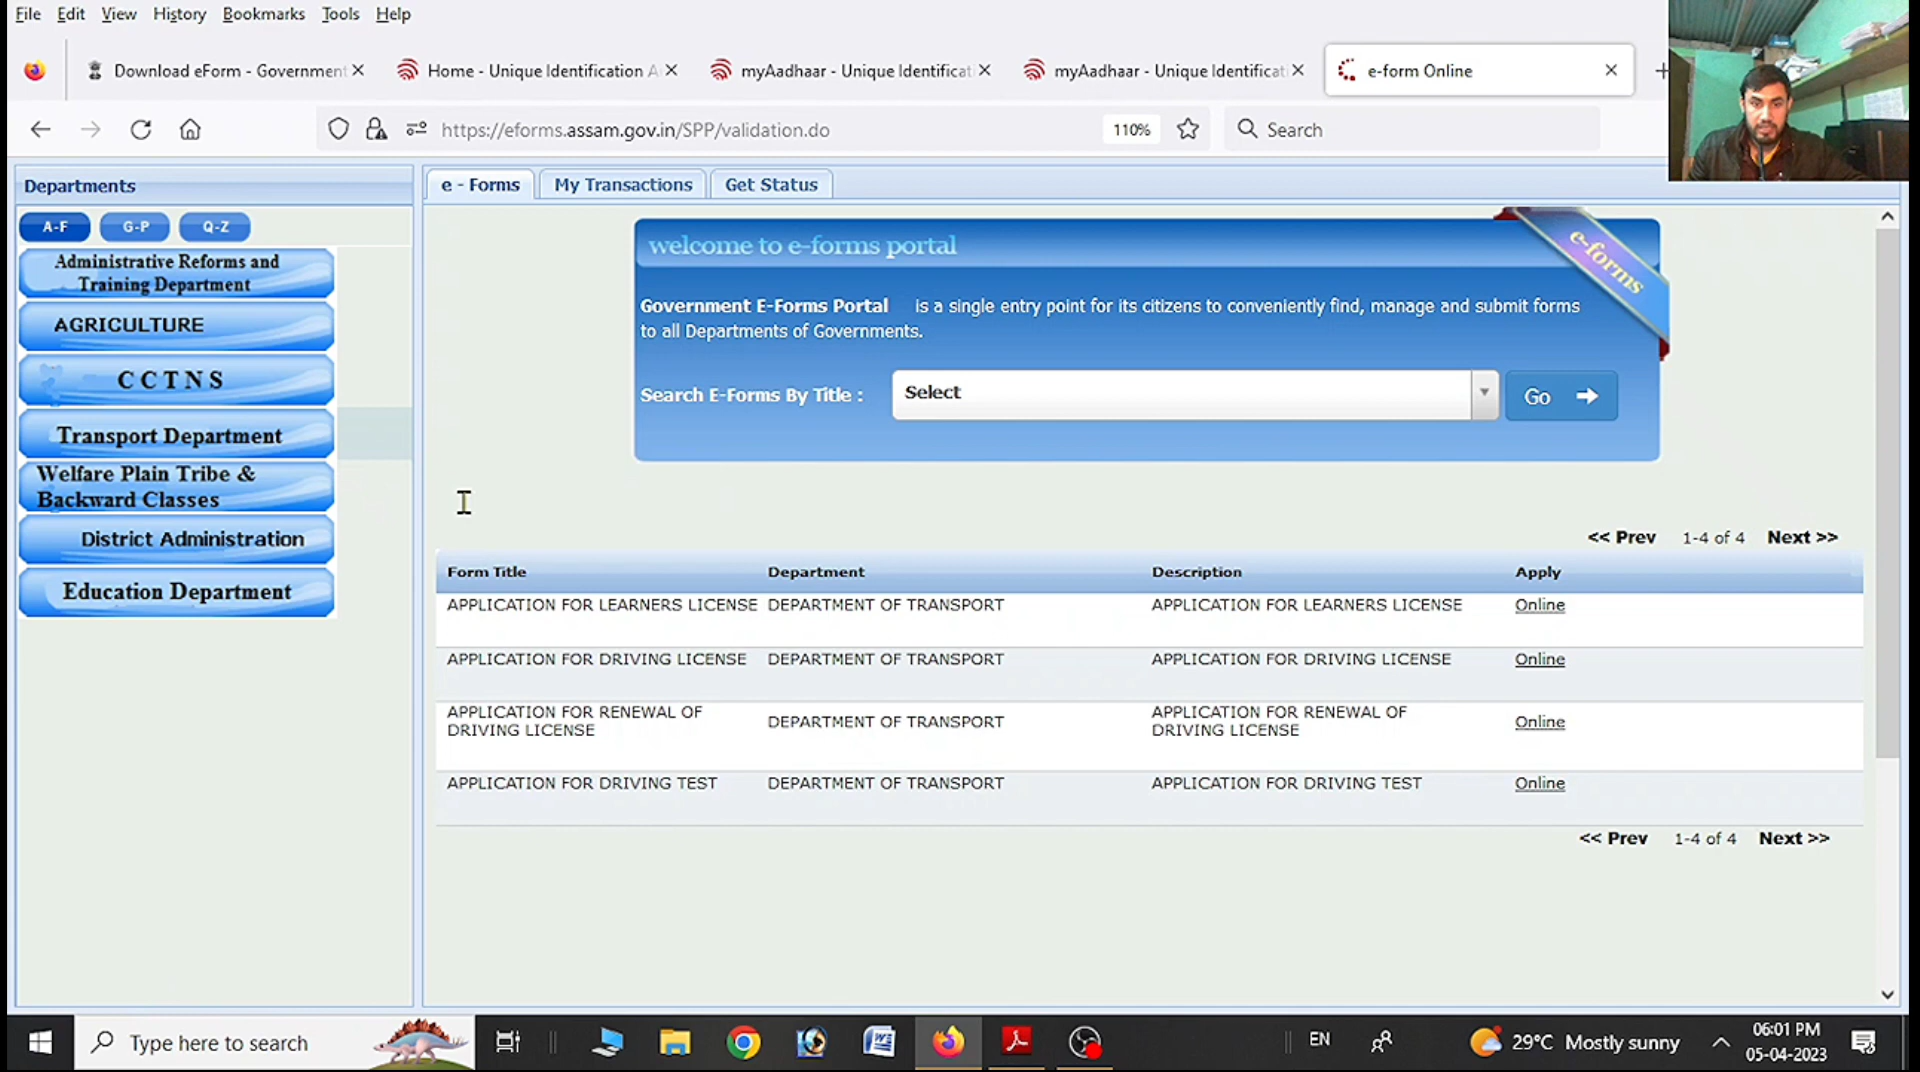 File Edit View History Bookmarks Tools Help
Download eForm - Government
Home - Unique Identification A
myAadhaar - Unique Identificat
myAadhaar - Unique Identificat
e-form Online
https://eforms.assam.gov.in/SPP/validation.do
110%
Search
Departments
A-F G-P Q-Z
Administrative Reforms and
Training Department
AGRICULTURE
CCTNS
Transport Department
Welfare Plain Tribe &
Backward Classes
District Administration
Education Department
e - Forms My Transactions Get Status
welcome to e-forms portal
e-forms
Government E-Forms Portal is a single entry point for its citizens to conveniently find, manage and submit forms
to all Departments of Governments.
Search E-Forms By Title : Select Go
<< Prev 1-4 of 4 Next >>
Form Title Department Description Apply
APPLICATION FOR LEARNERS LICENSE DEPARTMENT OF TRANSPORT APPLICATION FOR LEARNERS LICENSE Online
APPLICATION FOR DRIVING LICENSE DEPARTMENT OF TRANSPORT APPLICATION FOR DRIVING LICENSE Online
APPLICATION FOR RENEWAL OF
DRIVING LICENSE
DEPARTMENT OF TRANSPORT
APPLICATION FOR RENEWAL OF
DRIVING LICENSE
Online
APPLICATION FOR DRIVING TEST DEPARTMENT OF TRANSPORT APPLICATION FOR DRIVING TEST Online
<< Prev 1-4 of 4 Next >>
Type here to search
EN
29°C Mostly sunny
06:01 PM
05-04-2023